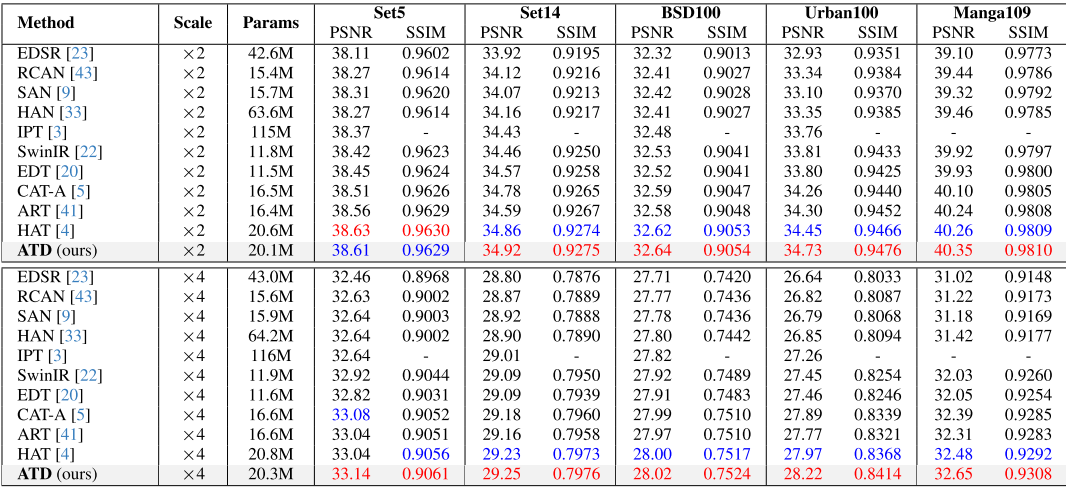 Method Scale Params Set5 Set14 BSD100 Urban100 Manga109
PSNR SSIM PSNR SSIM PSNR SSIM PSNR SSIM PSNR SSIM
EDSR [23] ×2 42.6M 38.11 0.9602 33.92 0.9195 32.32 0.9013 32.93 0.9351 39.10 0.9773
RCAN [43] ×2 15.4M 38.27 0.9614 34.12 0.9216 32.41 0.9027 33.34 0.9384 39.44 0.9786
SAN [9] ×2 15.7M 38.31 0.9620 34.07 0.9213 32.42 0.9028 33.10 0.9370 39.32 0.9792
HAN [33] ×2 63.6M 38.27 0.9614 34.16 0.9217 32.41 0.9027 33.35 0.9385 39.46 0.9785
IPT [3] ×2 115M 38.37 - 34.43 - 32.48 - 33.76 - - -
SwinIR [22] ×2 11.8M 38.42 0.9623 34.46 0.9250 32.53 0.9041 33.81 0.9433 39.92 0.9797
EDT [20] ×2 11.5M 38.45 0.9624 34.57 0.9258 32.52 0.9041 33.80 0.9425 39.93 0.9800
CAT-A [5] ×2 16.5M 38.51 0.9626 34.78 0.9265 32.59 0.9047 34.26 0.9440 40.10 0.9805
ART [41] ×2 16.4M 38.56 0.9629 34.59 0.9267 32.58 0.9048 34.30 0.9452 40.24 0.9808
HAT [4] ×2 20.6M 38.63 0.9630 34.86 0.9274 32.62 0.9053 34.45 0.9466 40.26 0.9809
ATD (ours) ×2 20.1M 38.61 0.9629 34.92 0.9275 32.64 0.9054 34.73 0.9476 40.35 0.9810
EDSR [23] ×4 43.0M 32.46 0.8968 28.80 0.7876 27.71 0.7420 26.64 0.8033 31.02 0.9148
RCAN [43] ×4 15.6M 32.63 0.9002 28.87 0.7889 27.77 0.7436 26.82 0.8087 31.22 0.9173
SAN [9] ×4 15.9M 32.64 0.9003 28.92 0.7888 27.78 0.7436 26.79 0.8068 31.18 0.9169
HAN [33] ×4 64.2M 32.64 0.9002 28.90 0.7890 27.80 0.7442 26.85 0.8094 31.42 0.9177
IPT [3] ×4 116M 32.64 - 29.01 - 27.82 - 27.26 - - -
SwinIR [22] ×4 11.9M 32.92 0.9044 29.09 0.7950 27.92 0.7489 27.45 0.8254 32.03 0.9260
EDT [20] ×4 11.6M 32.82 0.9031 29.09 0.7939 27.91 0.7483 27.46 0.8246 32.05 0.9254
CAT-A [5] ×4 16.6M 33.08 0.9052 29.18 0.7960 27.99 0.7510 27.89 0.8339 32.39 0.9285
ART [41] ×4 16.6M 33.04 0.9051 29.16 0.7958 27.97 0.7510 27.77 0.8321 32.31 0.9283
HAT [4] ×4 20.8M 33.04 0.9056 29.23 0.7973 28.00 0.7517 27.97 0.8368 32.48 0.9292
ATD (ours) ×4 20.3M 33.14 0.9061 29.25 0.7976 28.02 0.7524 28.22 0.8414 32.65 0.9308